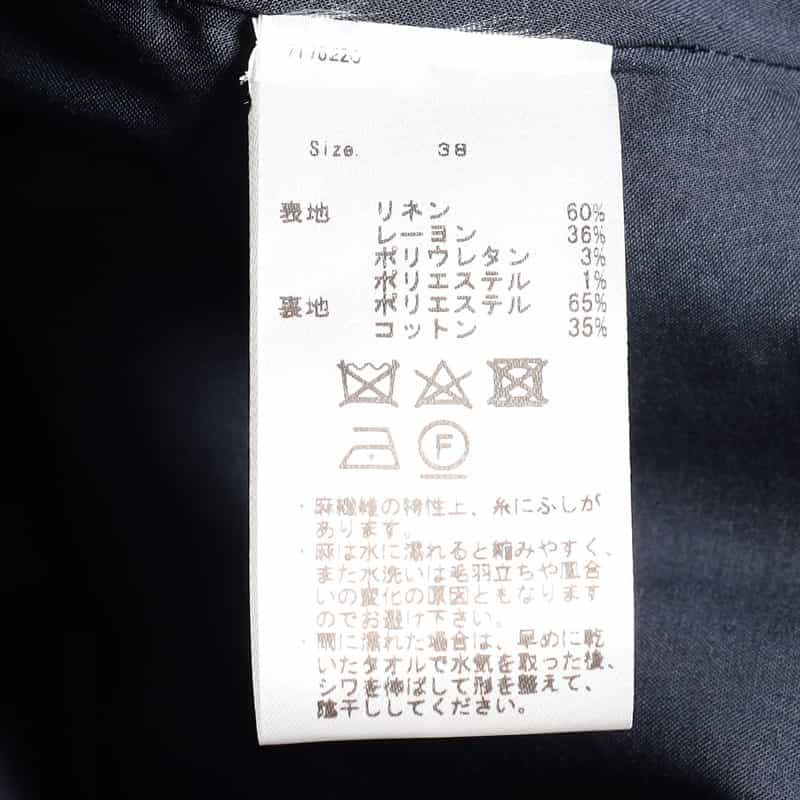 Size. 38
表地 リネン 60%
レーヨン 36%
ポリウレタン 3%
ポリエステル 1%
裏地 ポリエステル 65%
コットン 35%
F
・麻繊維の特性上、糸にふしが
あります。
・麻は水に濡れると縮みやすく、
また水洗いは毛羽立ちや風合
いの変化の原因ともなります
のでお避け下さい。
・雨に濡れた場合は、早めに乾
いたタオルで水気を取った後、
シワを伸ばして形を整えて、
陰干ししてください。